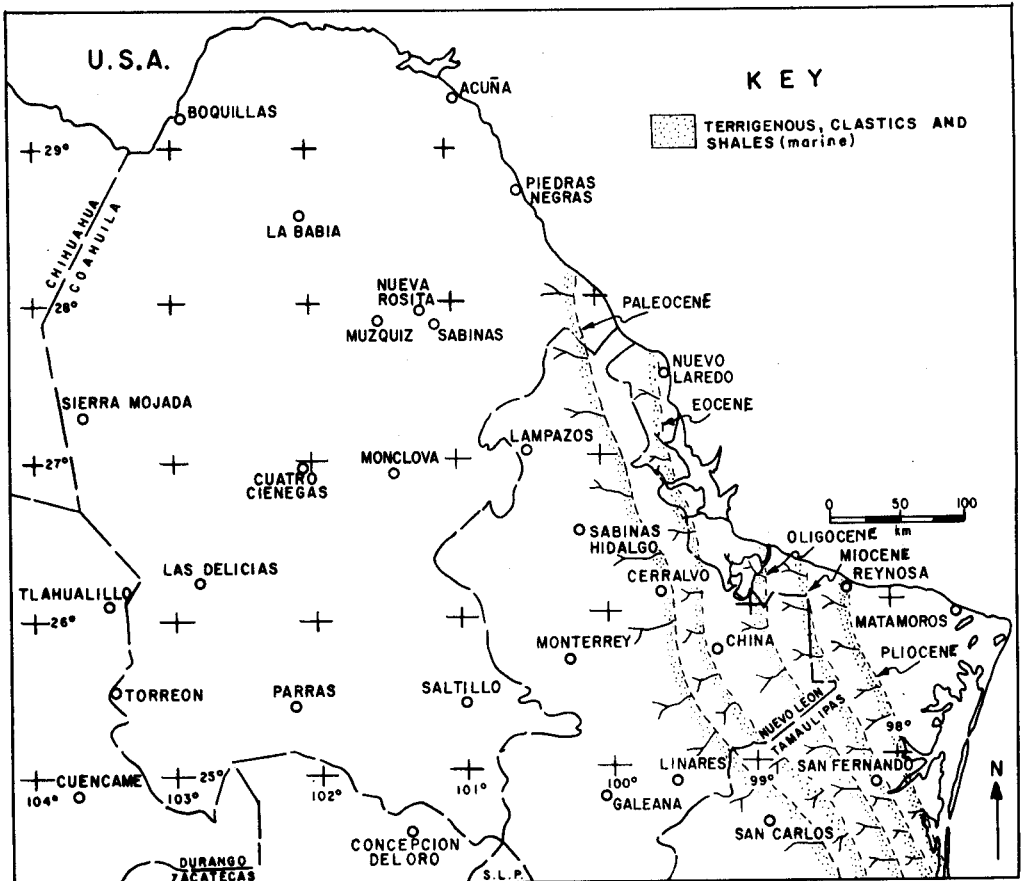 U.S.A.
KEY
ACUÑA
BOQUILLAS
TERRIGENOUS, CLASTICS AND
SHALES (marine)
29°
PIEDRAS
NEGRAS
CHIHUAHUA
COAHUILA
LA BABIA
NUEVA
ROSITA
28°
PALEOCENE
MUZQUIZ
SABINAS
NUEVO
LAREDO
SIERRA MOJADA
EOCENE
LAMPAZOS
27°
MONCLOVA
CUATRO
CIENEGAS
0 50 100
km
SABINAS
HIDALGO
OLIGOCENE
MIOCENE
LAS DELICIAS
CERRALVO
REYNOSA
TLAHUALILLO
26°
MATAMOROS
MONTERREY
CHINA
PLIOCENE
TORREON
PARRAS
SALTILLO
NUEVO LEON
TAMAULIPAS
98°
CUENCAME
25°
LINARES
SAN FERNANDO
N
104°
103°
102°
101°
100°
99°
GALEANA
SAN CARLOS
CONCEPCION
DEL ORO
DURANGO
ZACATECAS
S.L.P.